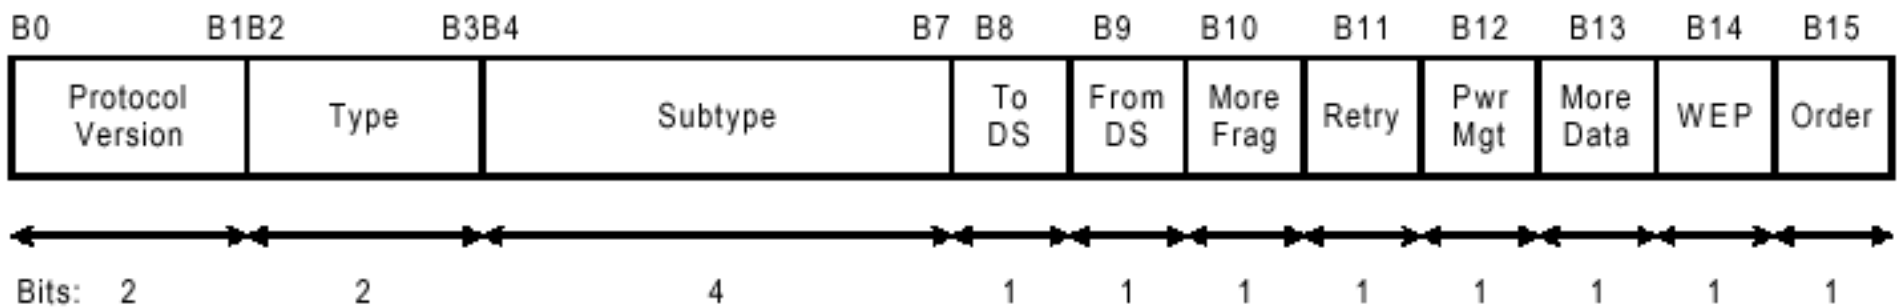 B0 B1B2 B3B4 B7 B8 B9 B10 B11 B12 B13 B14 B15
Protocol Version Type Subtype To DS From DS More Frag Retry Pwr Mgt More Data WEP Order
Bits: 2 2 4 1 1 1 1 1 1 1 1